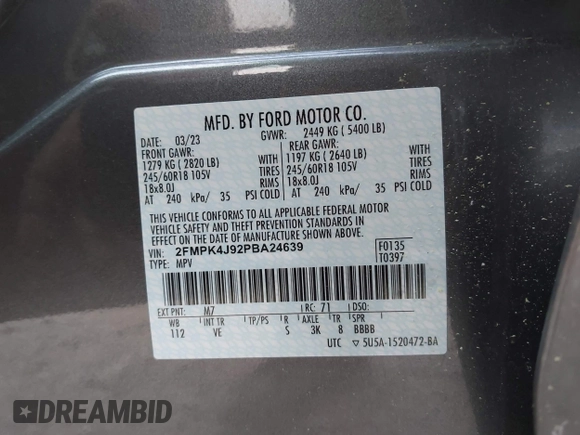 MFD. BY FORD MOTOR CO.
DATE: 03/23 GVWR: 2449 KG ( 5400 LB)
FRONT GAWR: REAR GAWR:
1279 KG ( 2820 LB) WITH 1197 KG ( 2640 LB) WITH
245/60R18 105V TIRES 245/60R18 105V TIRES
18x8.0J RIMS 18x8.0J RIMS
AT 240 kPa/ 35 PSI COLD AT 240 kPa/ 35 PSI COLD
THIS VEHICLE CONFORMS TO ALL APPLICABLE FEDERAL MOTOR
VEHICLE SAFETY AND THEFT PREVENTION STANDARDS IN EFFECT
ON THE DATE OF MANUFACTURE SHOWN ABOVE.
VIN: 2FMPK4J92PBA24639 F0135
TYPE: MPV T0397
EXT PNT: M7 RC: 71 DSO:
WB INT TR TP/PS R AXLE TR SPR
112 VE S 3K 8 BBBB
UTC ▽ 5U5A-1520472-BA
DREAMBID